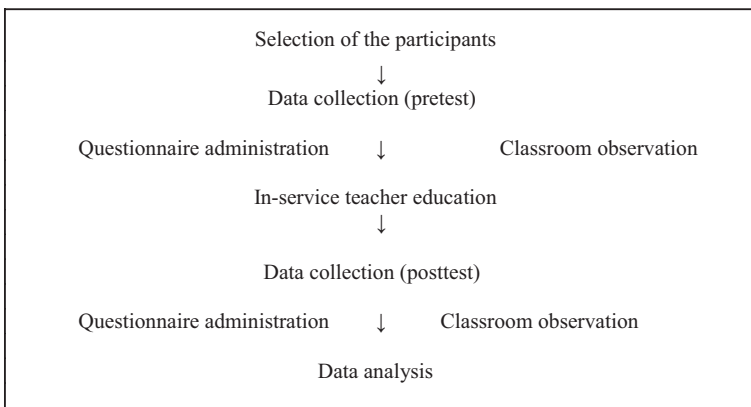 Selection of the participants
↓
Data collection (pretest)
Questionnaire administration ↓ Classroom observation
In-service teacher education
↓
Data collection (posttest)
Questionnaire administration ↓ Classroom observation
Data analysis